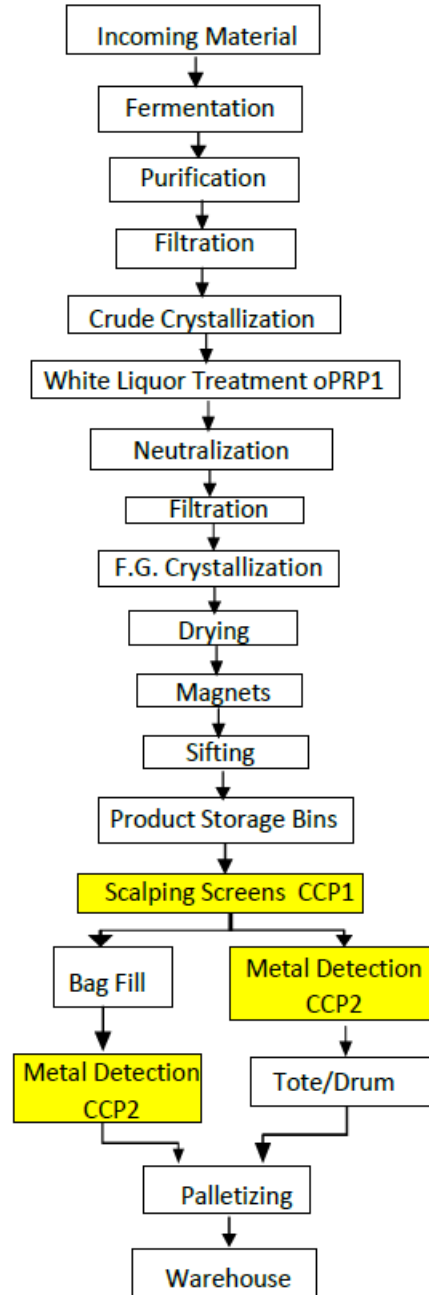 Incoming Material
Fermentation
Purification
Filtration
Crude Crystallization
White Liquor Treatment oPRP1
Neutralization
Filtration
F.G. Crystallization
Drying
Magnets
Sifting
Product Storage Bins
Scalping Screens CCP1
Bag Fill
Metal Detection
CCP2
Metal Detection
CCP2
Tote/Drum
Palletizing
Warehouse